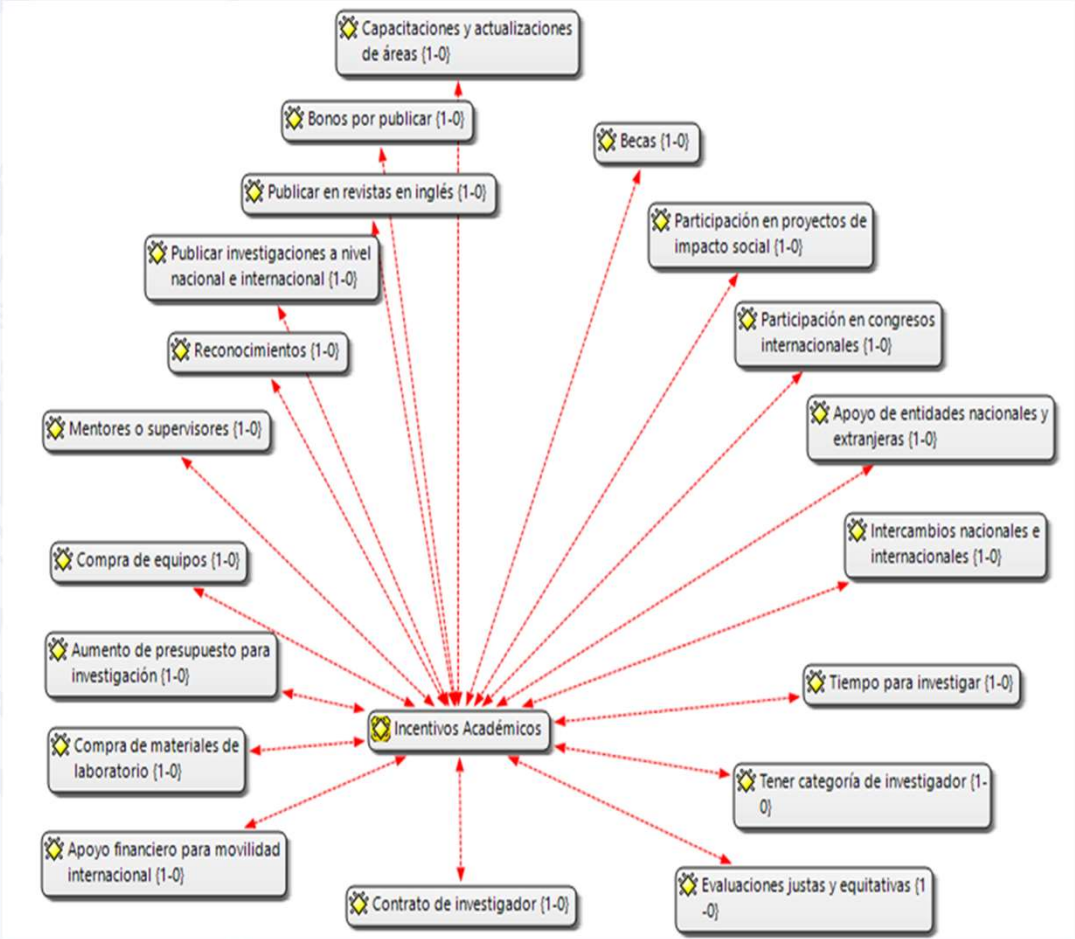 Capacitaciones y actualizaciones
de áreas {1-0}
Bonos por publicar {1-0}
Becas {1-0}
Publicar en revistas en inglés {1-0}
Participación en proyectos de
impacto social {1-0}
Publicar investigaciones a nivel
nacional e internacional {1-0}
Participación en congresos
internacionales {1-0}
Reconocimientos {1-0}
Apoyo de entidades nacionales y
extranjeras {1-0}
Mentores o supervisores {1-0}
Intercambios nacionales e
internacionales {1-0}
Compra de equipos {1-0}
Aumento de presupuesto para
investigación {1-0}
Tiempo para investigar {1-0}
Incentivos Académicos
Compra de materiales de
laboratorio {1-0}
Tener categoría de investigador {1-
0}
Apoyo financiero para movilidad
internacional {1-0}
Evaluaciones justas y equitativas {1
-0}
Contrato de investigador {1-0}